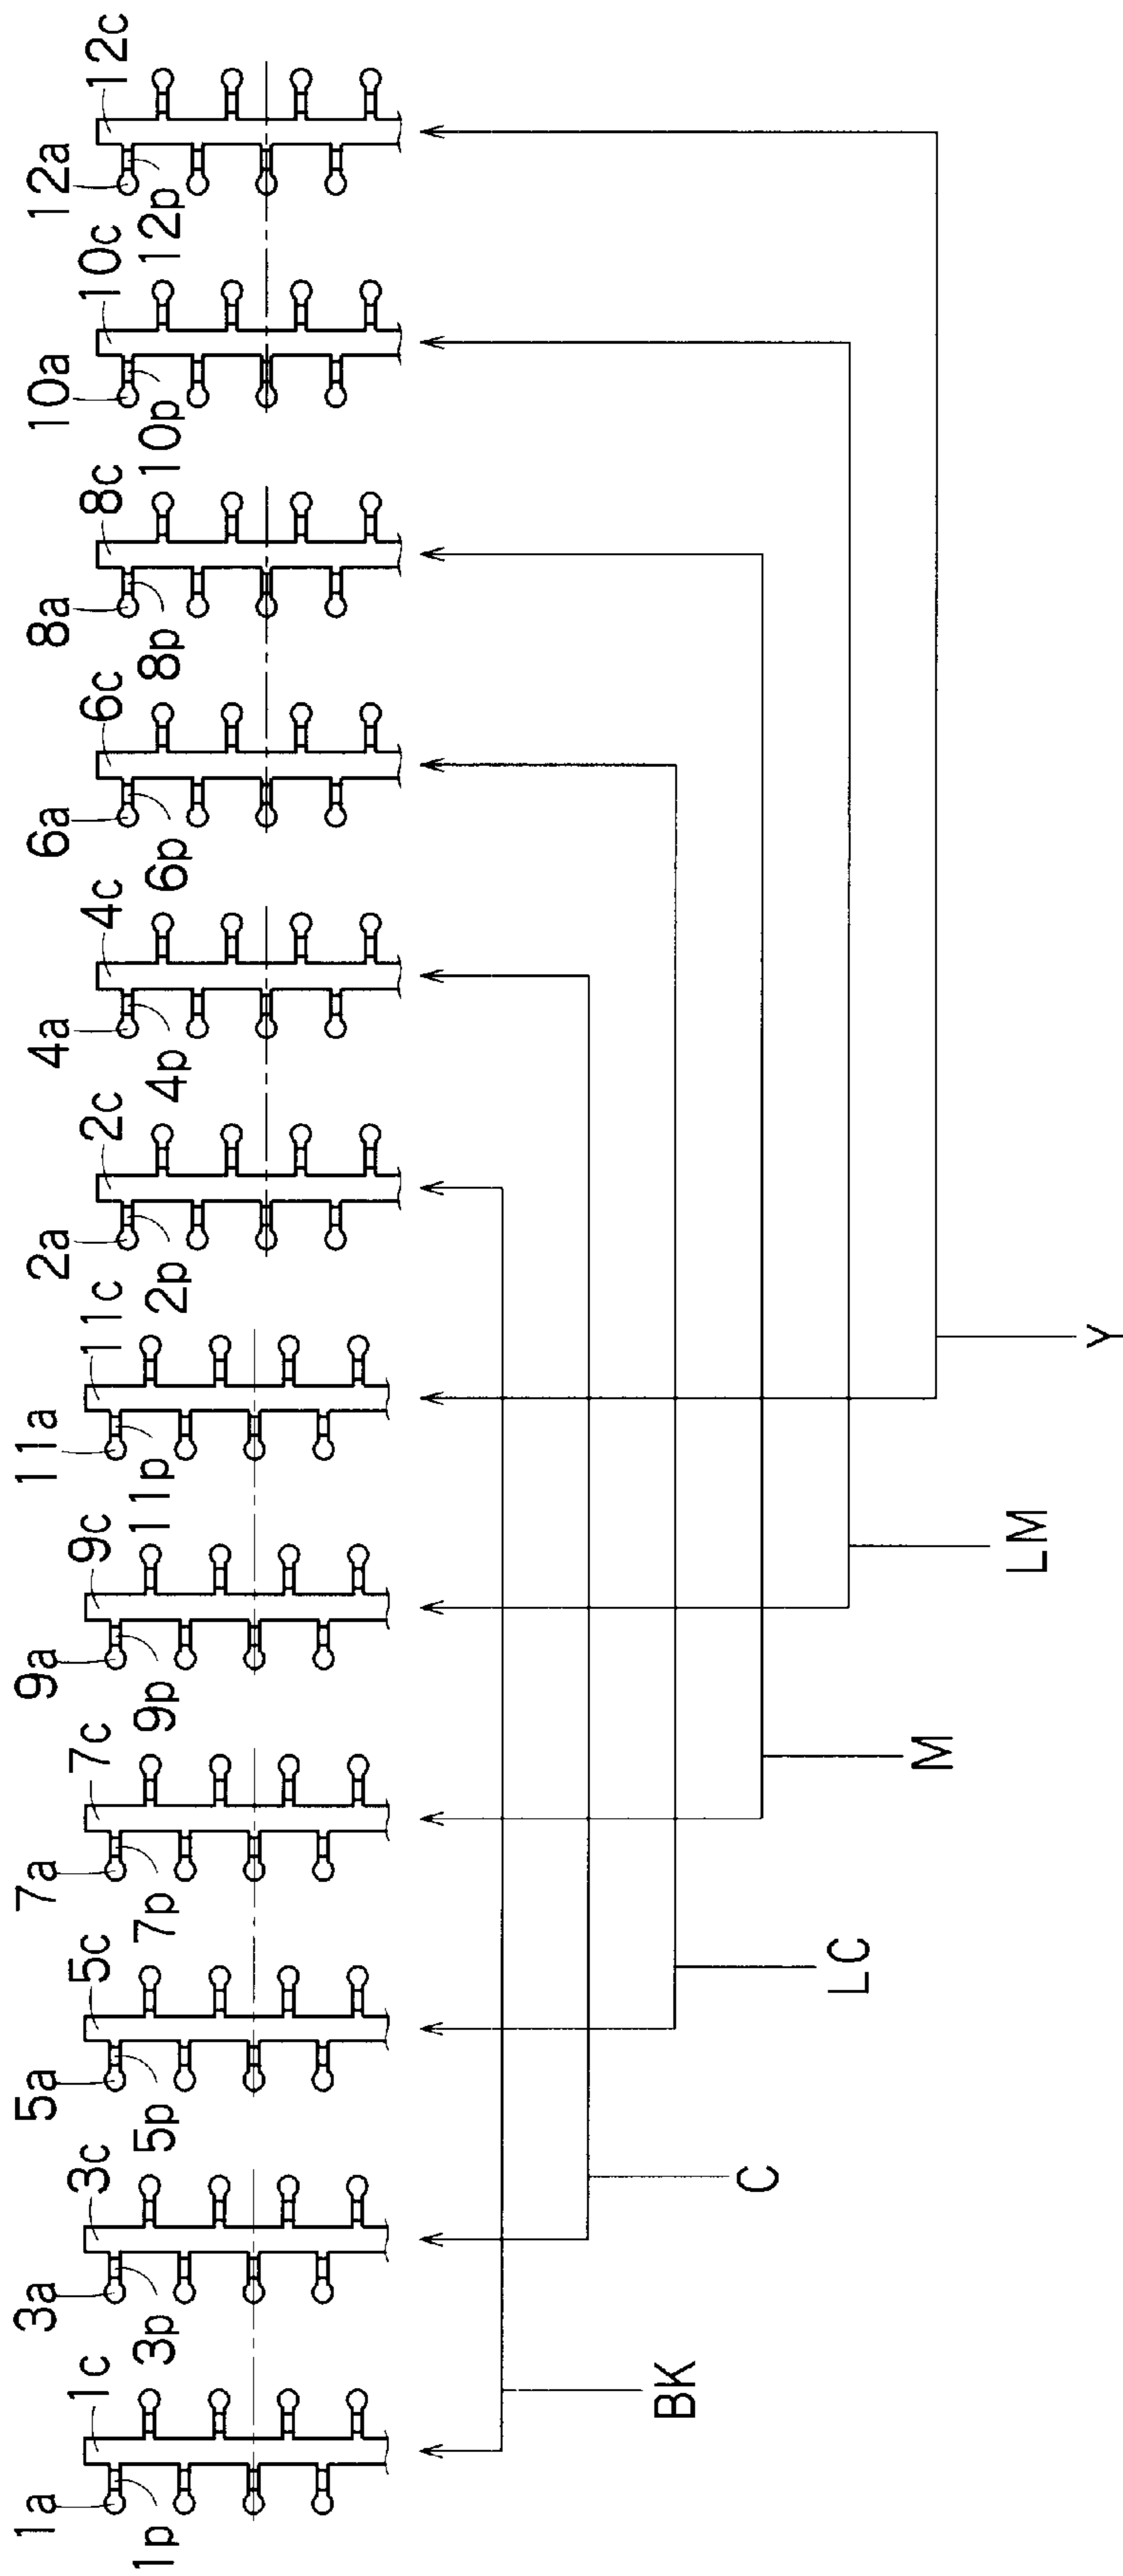 1a 3a 5a 7a 9a 11a 2a 4a 6a 8a 10a 12a
1c 3c 5c 7c 9c 11c 2c 4c 6c 8c 10c 12c
1p 3p 5p 7p 9p 11p 2p 4p 6p 8p 10p 12p
BK
C
LC
M
LM
Y